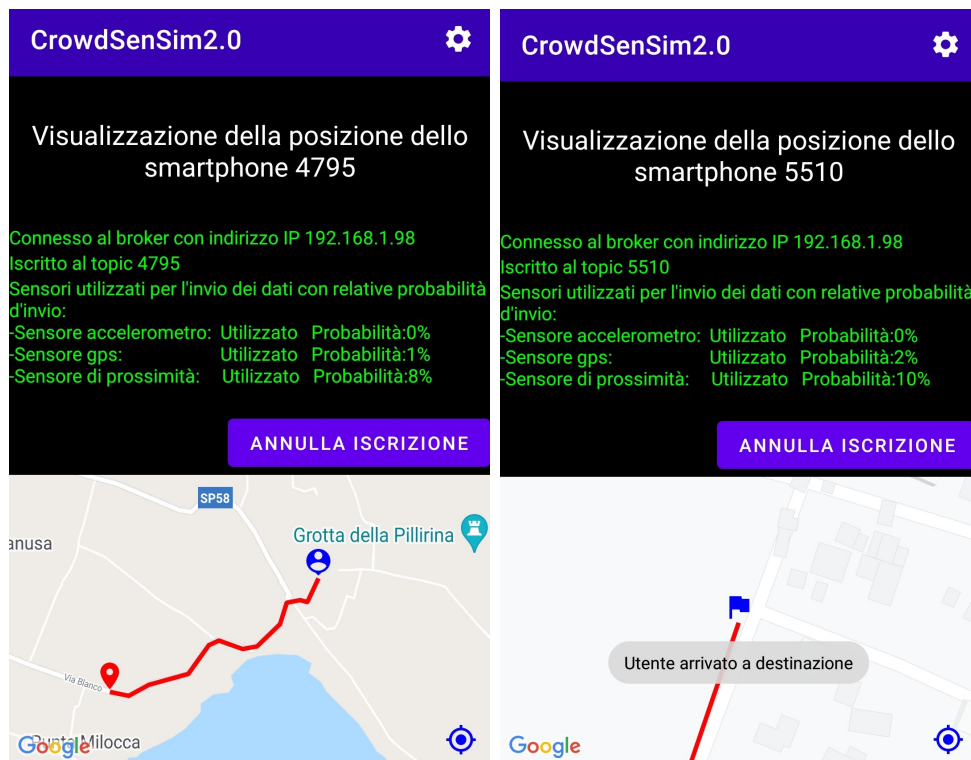 CrowdSenSim2.0
Visualizzazione della posizione dello
smartphone 4795
Connesso al broker con indirizzo IP 192.168.1.98
Iscritto al topic 4795
Sensori utilizzati per l'invio dei dati con relative probabilità
d'invio:
-Sensore accelerometro: Utilizzato Probabilità:0%
-Sensore gps: Utilizzato Probabilità:1%
-Sensore di prossimità: Utilizzato Probabilità:8%
ANNULLA ISCRIZIONE
SP58
Grotta della Pillirina
anusa
Via Blanco
Punta Milocca
Google
CrowdSenSim2.0
Visualizzazione della posizione dello
smartphone 5510
Connesso al broker con indirizzo IP 192.168.1.98
Iscritto al topic 5510
Sensori utilizzati per l'invio dei dati con relative probabilità
d'invio:
-Sensore accelerometro: Utilizzato Probabilità:0%
-Sensore gps: Utilizzato Probabilità:2%
-Sensore di prossimità: Utilizzato Probabilità:10%
ANNULLA ISCRIZIONE
Utente arrivato a destinazione
Google